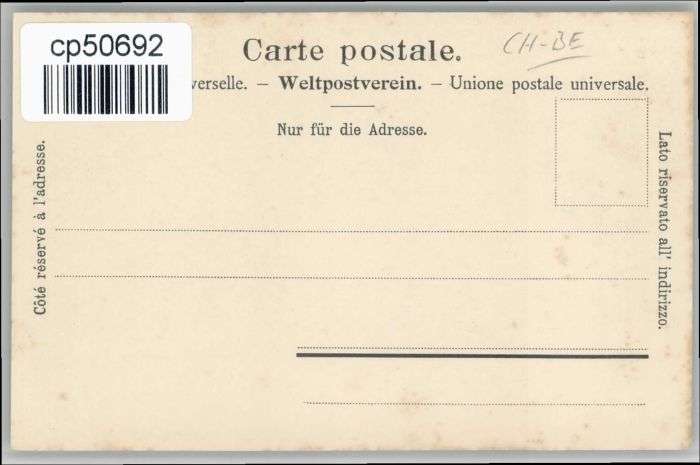 cp50692
Carte postale.
CH-BE
verselle. – Weltpostverein. – Unione postale universale.
Nur für die Adresse.
Côté réservé à l'adresse.
Lato riservato all' indirizzo.